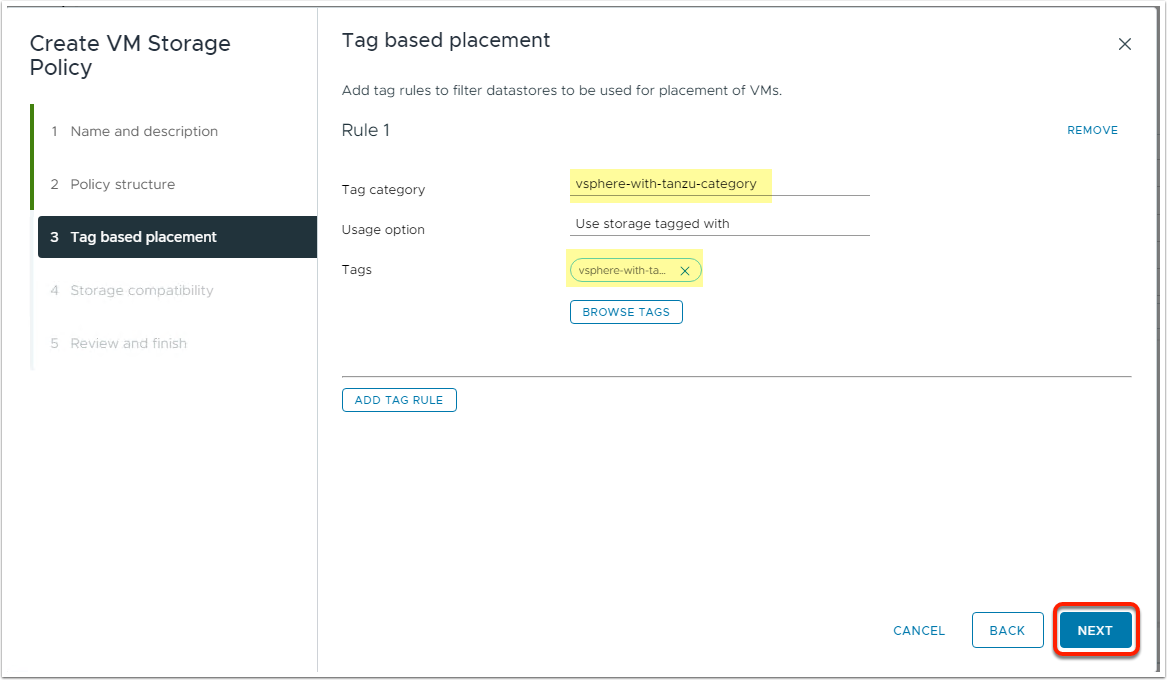 Create VM Storage
Policy
1 Name and description
2 Policy structure
3 Tag based placement
4 Storage compatibility
5 Review and finish
Tag based placement
Add tag rules to filter datastores to be used for placement of VMs.
Rule 1
REMOVE
Tag category
vsphere-with-tanzu-category
Usage option
Use storage tagged with
Tags
vsphere-with-ta...
BROWSE TAGS
ADD TAG RULE
CANCEL
BACK
NEXT